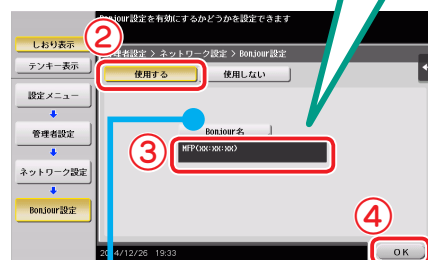 Bonjour設定を有効にするかどうかを設定できます
しおり表示
②
管理者設定 > ネットワーク設定 > Bonjour設定
テンキー表示
使用する
使用しない
設定メニュー
管理者設定
Bonjour名
③
MFP(XX:XX:XX)
ネットワーク設定
Bonjour設定
④
2014/12/26 19:33
OK